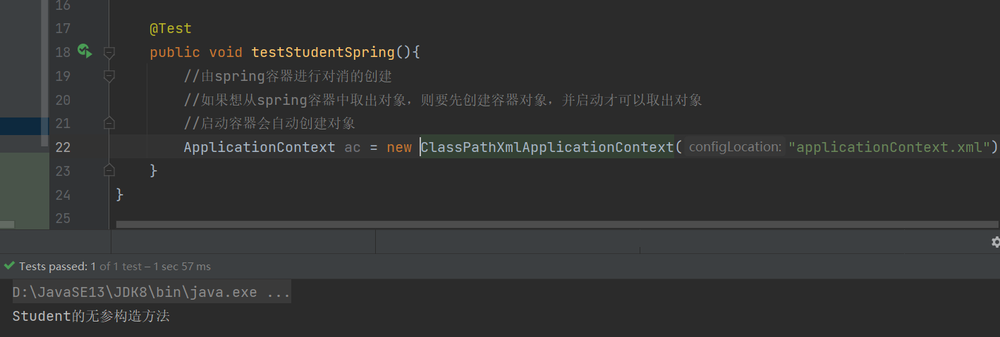 16
17 @Test
18 public void testStudentSpring(){
19 //由spring容器进行对消的创建
20 //如果想从spring容器中取出对象，则要先创建容器对象，并启动才可以取出对象
21 //启动容器会自动创建对象
22 ApplicationContext ac = new ClassPathXmlApplicationContext( configLocation: "applicationContext.xml")
23 }
24 }
25
Tests passed: 1 of 1 test – 1 sec 57 ms
D:\JavaSE13\JDK8\bin\java.exe ...
Student的无参构造方法